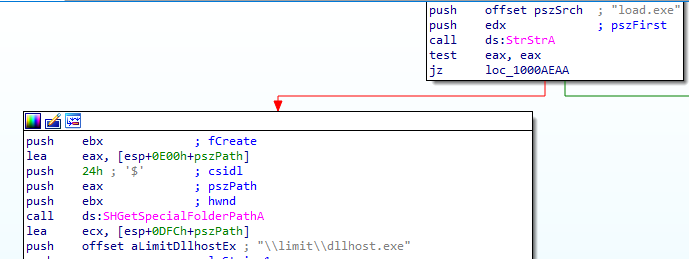 push    offset pszSrch  ; "load.exe"
push    edx             ; pszFirst
call    ds:StrStrA
test    eax, eax
jz      loc_1000AEAA
push    ebx             ; fCreate
lea     eax, [esp+0E00h+pszPath]
push    24h ; '$'       ; csidl
push    eax             ; pszPath
push    ebx             ; hwnd
call    ds:SHGetSpecialFolderPathA
lea     ecx, [esp+0DFCh+pszPath]
push    offset aLimitDllhostEx ; "\\limit\\dllhost.exe"